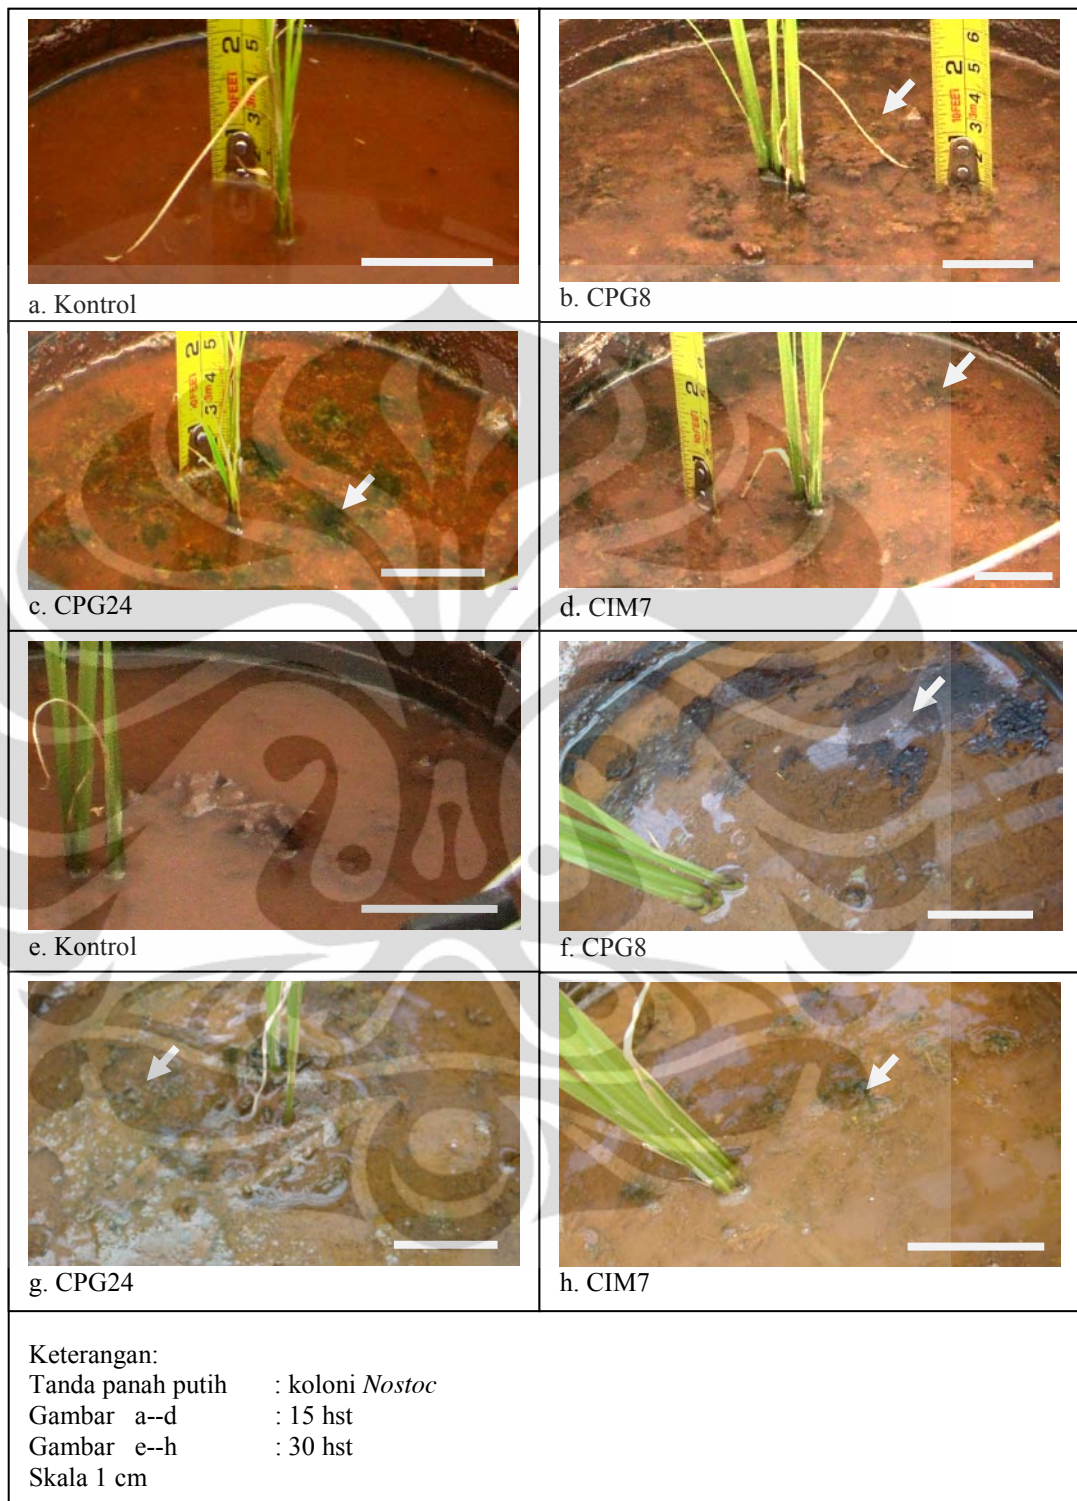 a. Kontrol
b. CPG8
c. CPG24
d. CIM7
e. Kontrol
f. CPG8
g. CPG24
h. CIM7
Keterangan:
Tanda panah putih : koloni Nostoc
Gambar a--d : 15 hst
Gambar e--h : 30 hst
Skala 1 cm